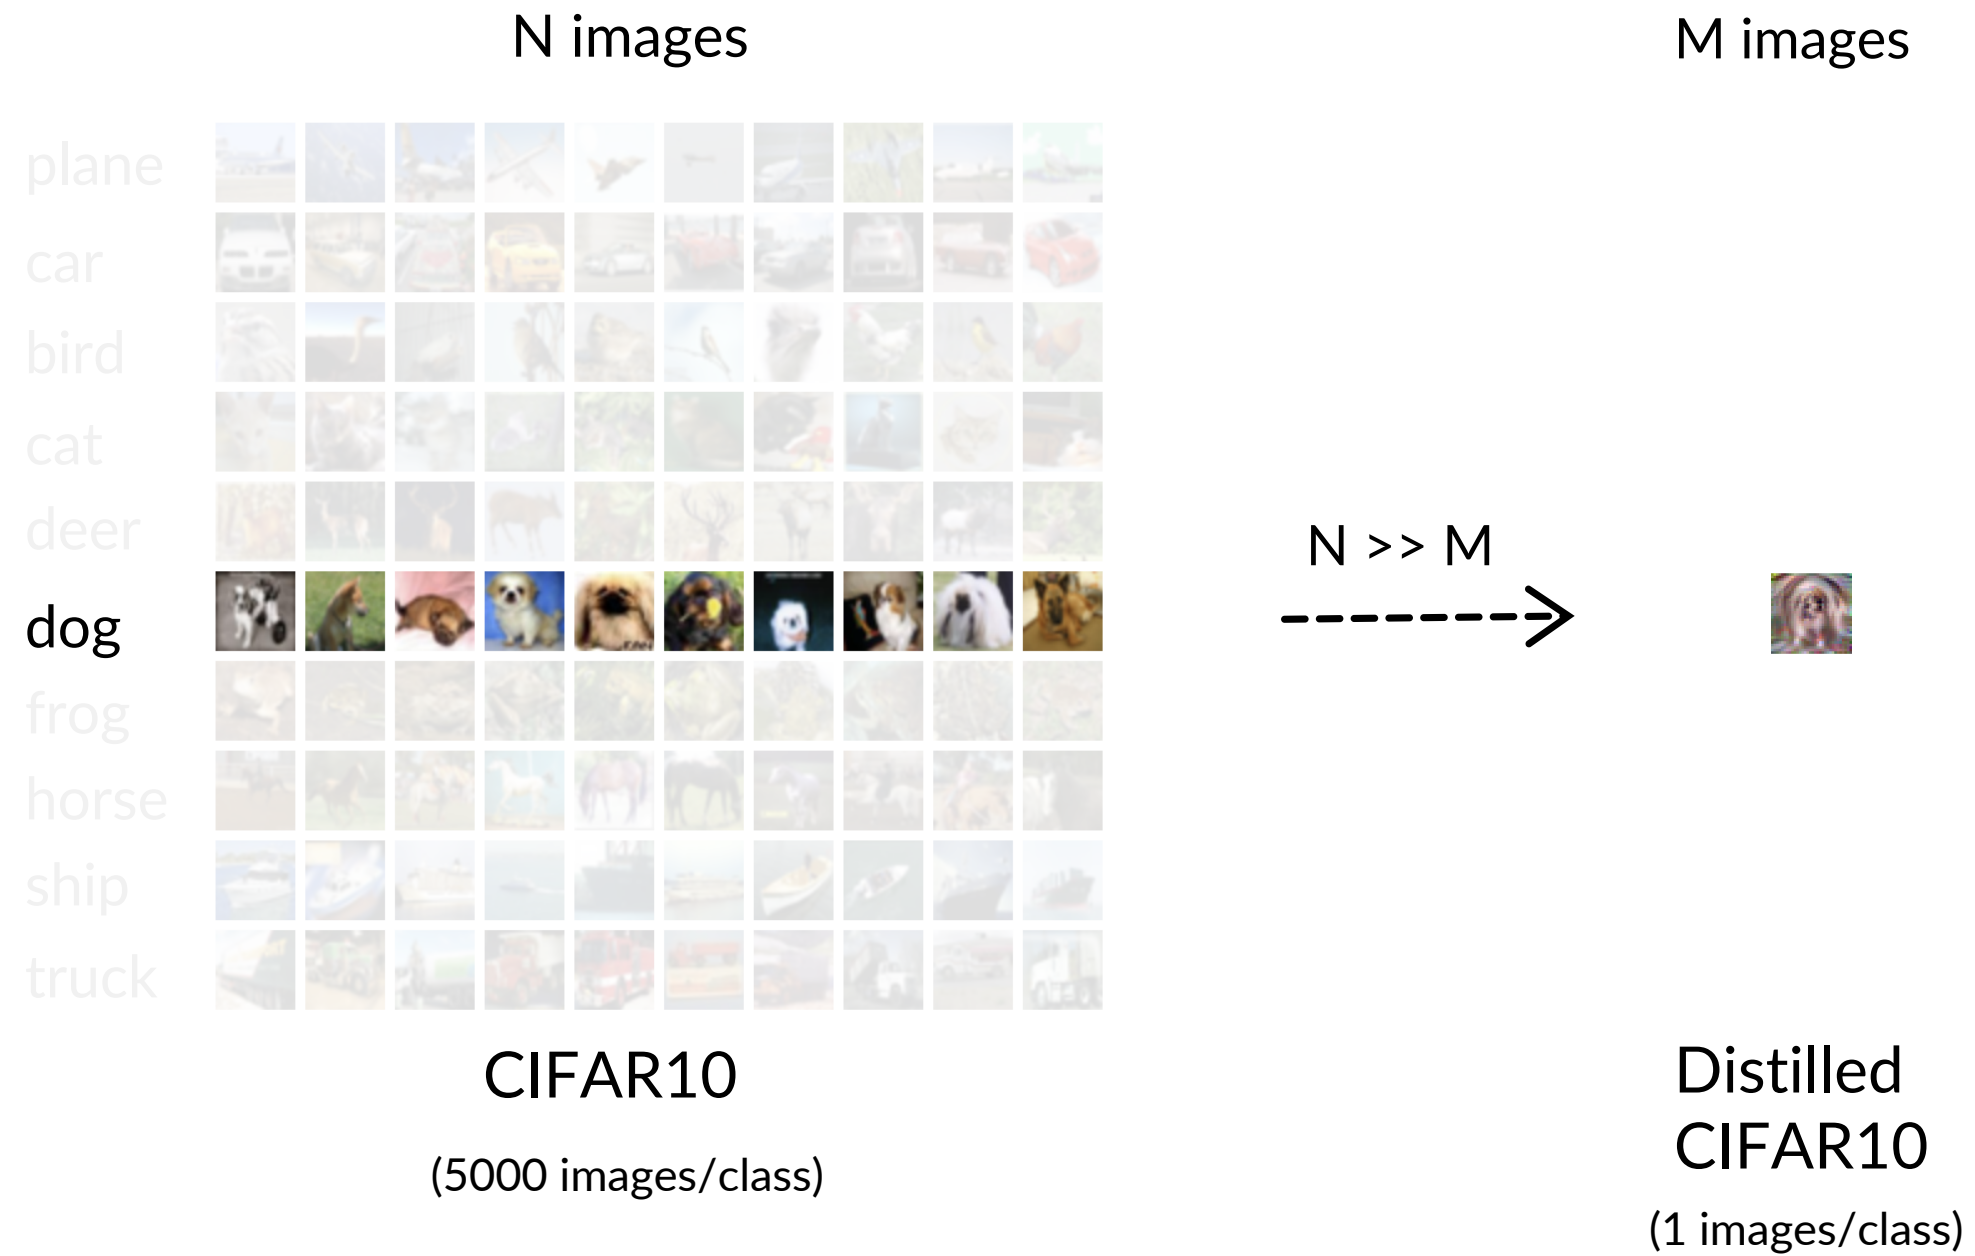 N images
M images
plane
car
bird
cat
deer
dog
frog
horse
ship
truck
N >> M
CIFAR10
(5000 images/class)
Distilled
CIFAR10
(1 images/class)